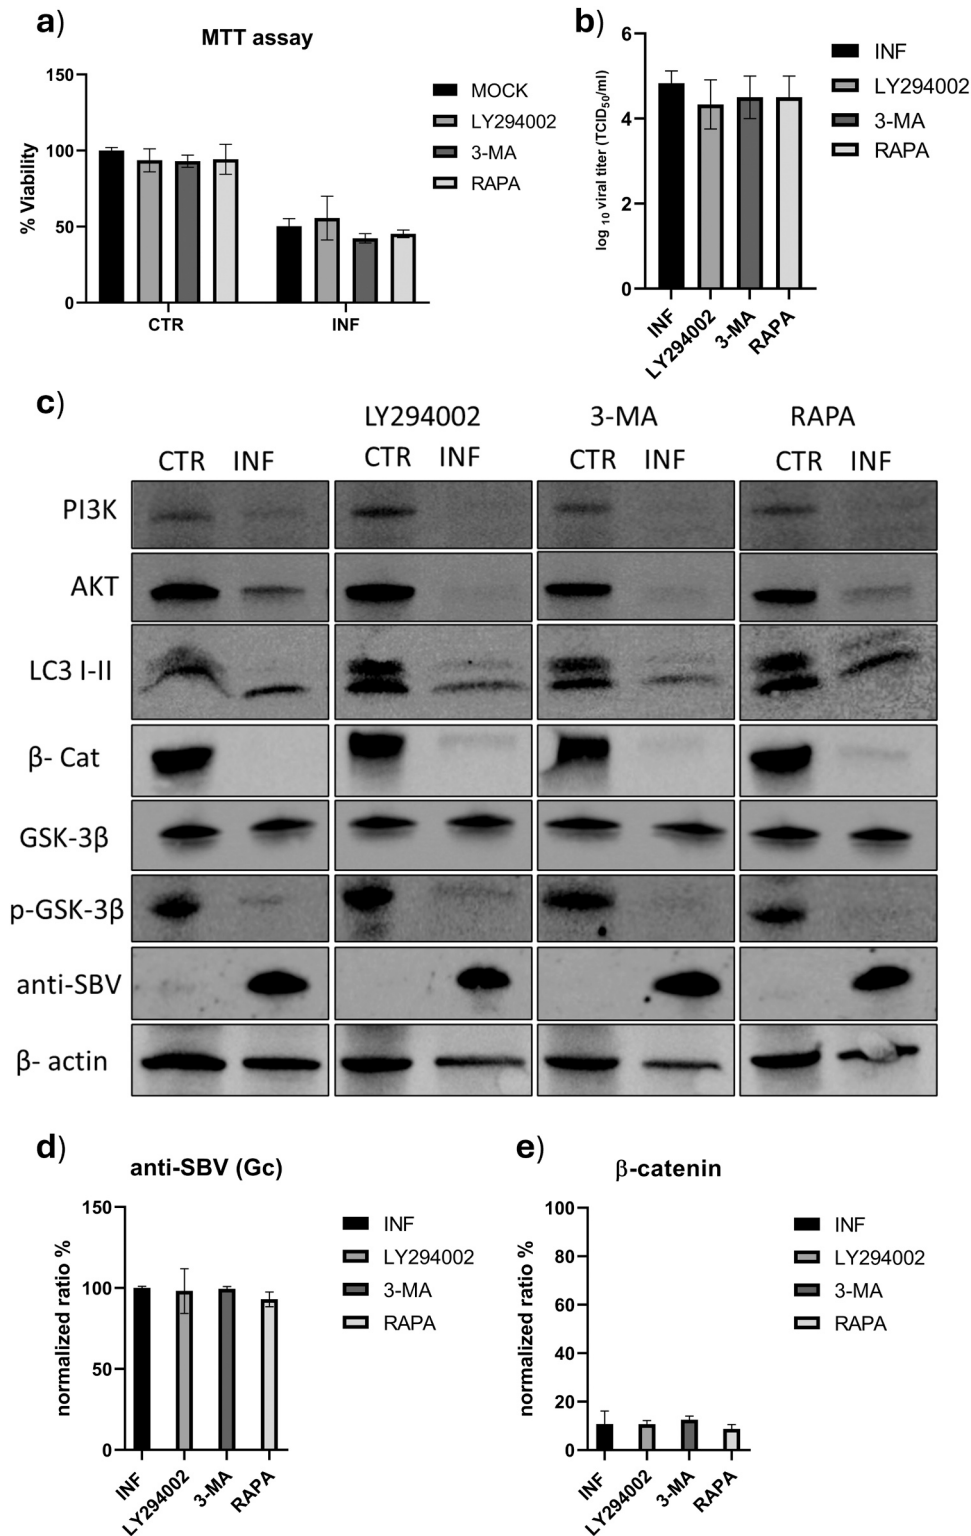 a)
MTT assay
% Viability
150
100
50
0
CTR
INF
MOCK
LY294002
3-MA
RAPA
b)
log 10 viral titer (TCID50/ml)
6
4
2
0
INF
LY294002
3-MA
RAPA
INF
LY294002
3-MA
RAPA
c)
LY294002 3-MA RAPA
CTR INF CTR INF CTR INF CTR INF
PI3K
AKT
LC3 I-II
β- Cat
GSK-3β
p-GSK-3β
anti-SBV
β- actin
d)
anti-SBV (Gc)
normalized ratio %
150
100
50
0
INF
LY294002
3-MA
RAPA
INF
LY294002
3-MA
RAPA
e)
β-catenin
normalized ratio %
100
80
60
40
20
0
INF
LY294002
3-MA
RAPA
INF
LY294002
3-MA
RAPA